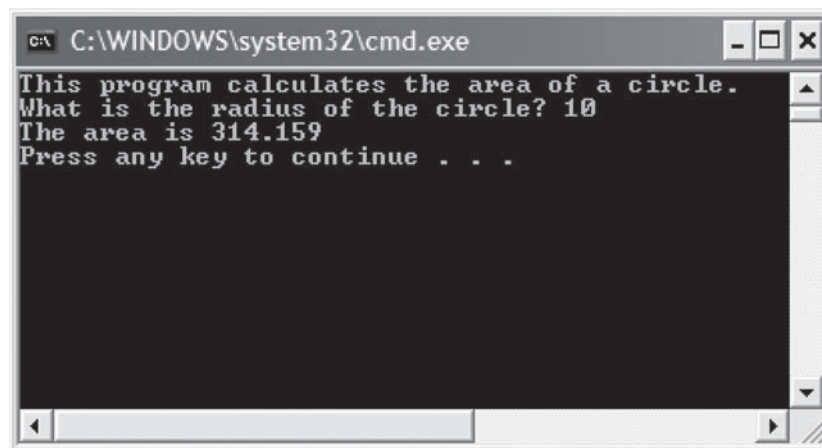 C:\ C:\WINDOWS\system32\cmd.exe
This program calculates the area of a circle.
What is the radius of the circle? 10
The area is 314.159
Press any key to continue . . .